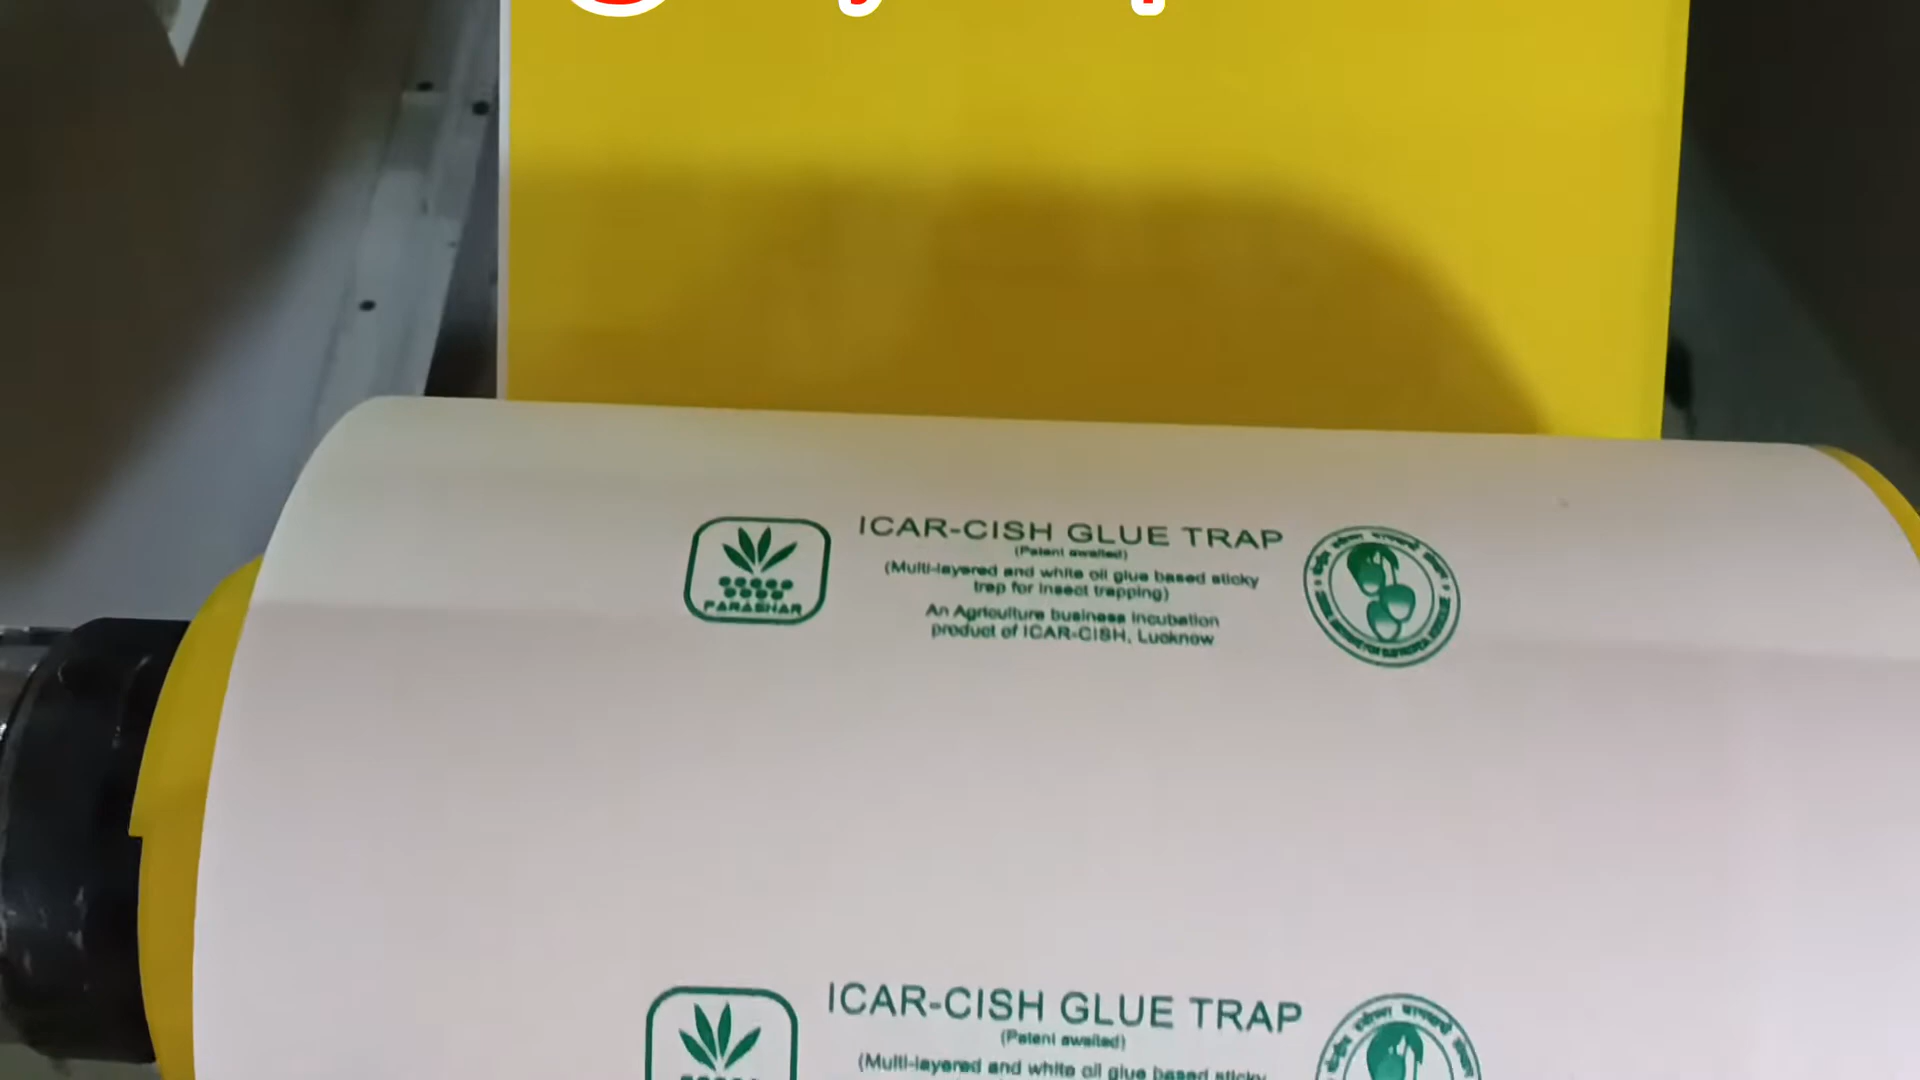 ICAR-CISH GLUE TRAP
(Patent awaited)
(Multi-layered and white oil glue based sticky
trap for insect trapping)
An Agriculture business incubation
product of ICAR-CISH, Lucknow
PARASHAR
ICAR-CISH GLUE TRAP
(Patent awaited)
(Multi-layered and white oil glue based sticky